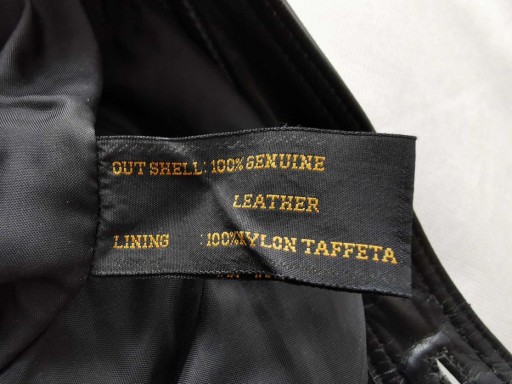 OUT SHELL: 100% GENUINE
LEATHER
LINING : 100% NYLON TAFFETA